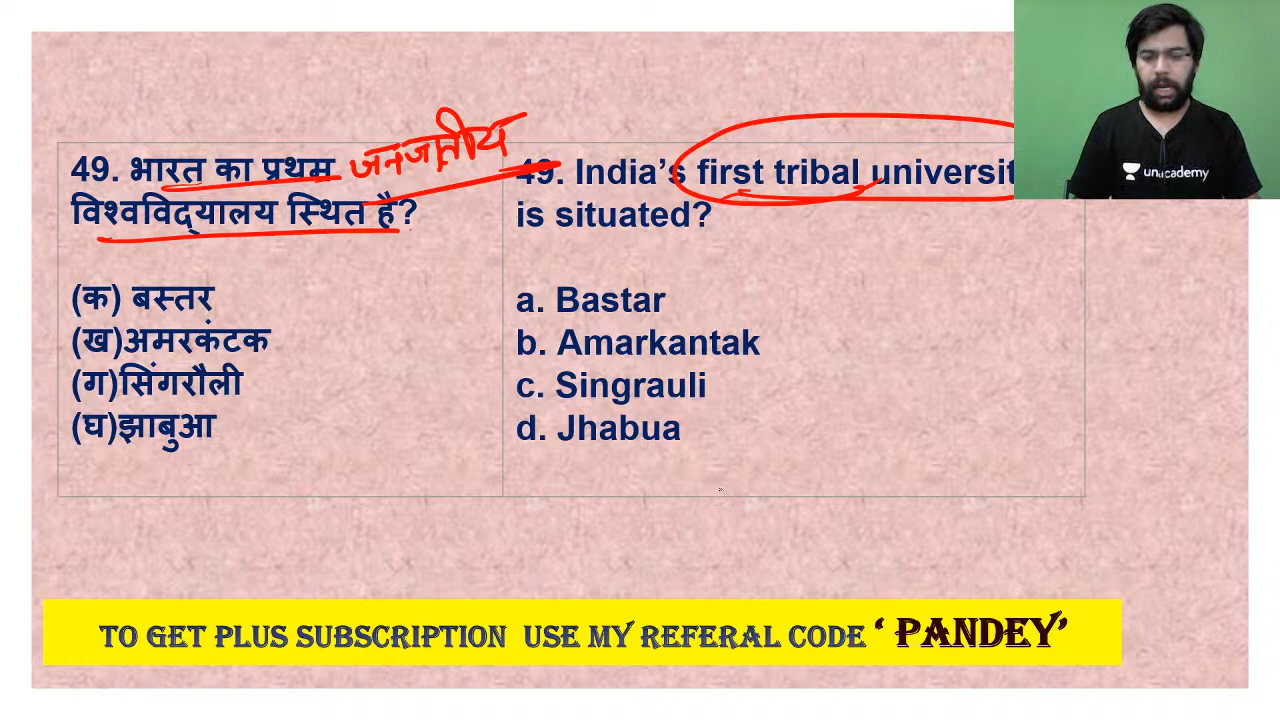 49. भारत का प्रथम जनजातीय
विश्वविद्यालय स्थित है?
(क) बस्तर
(ख)अमरकंटक
(ग)सिंगरौली
(घ)झाबुआ
49. India's first tribal universit
is situated?
a. Bastar
b. Amarkantak
c. Singrauli
d. Jhabua
unacademy
TO GET PLUS SUBSCRIPTION USE MY REFERAL CODE ‘ PANDEY’